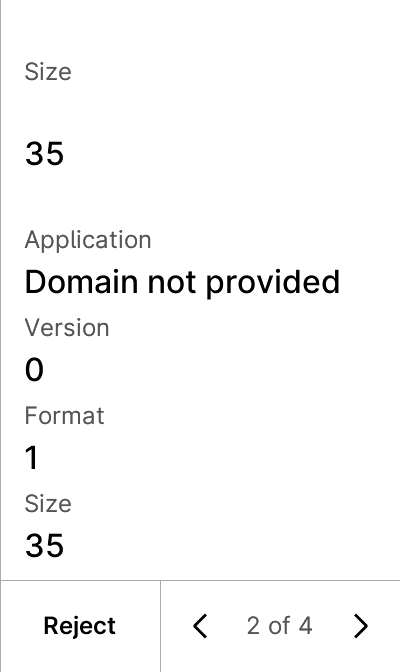 Size
35
Application
Domain not provided
Version
0
Format
1
Size
35
Reject
2 of 4